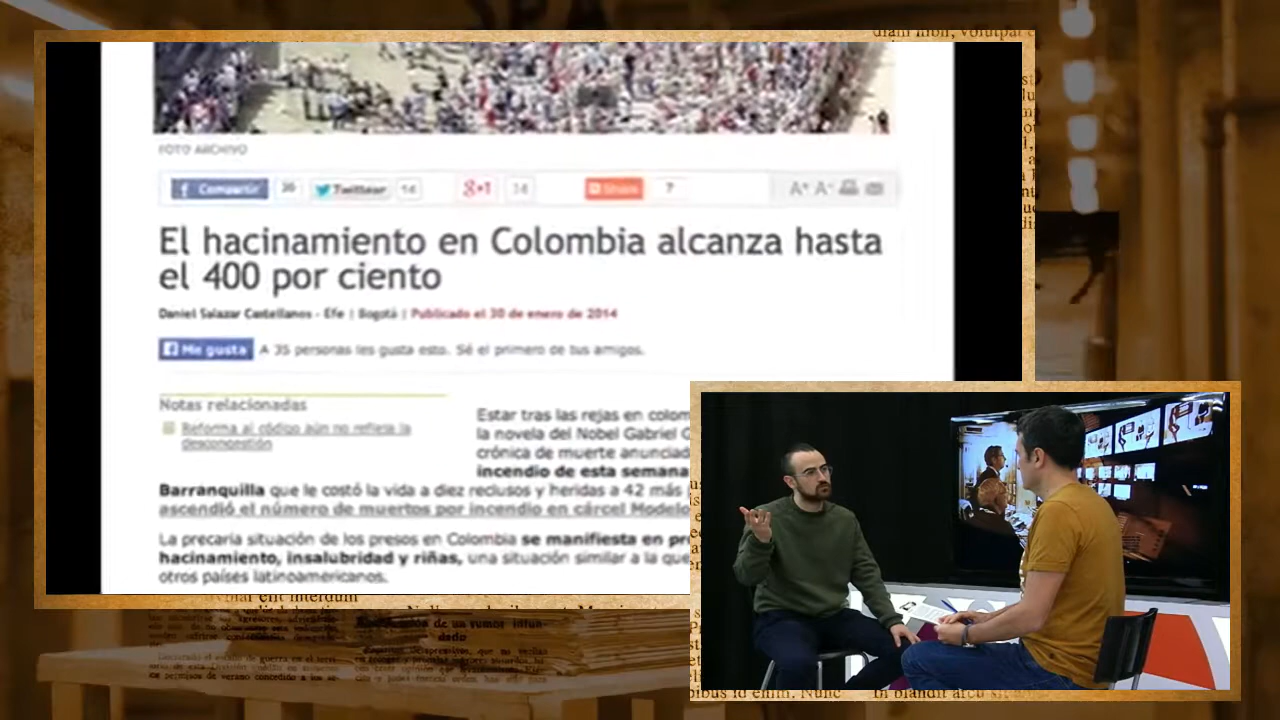 FOTO ARCHIVO
Compartir 36 Twittear 14 g+1 14 Share 7 A+ A-
El hacinamiento en Colombia alcanza hasta
el 400 por ciento
Daniel Salazar Castellanos - Efe | Bogotá | Publicado el 30 de enero de 2014
Me gusta A 35 personas les gusta esto. Sé el primero de tus amigos.
Notas relacionadas
Reforma al código aún no refleja la
descongestión
Estar tras las rejas en colom
la novela del Nobel Gabriel G
crónica de muerte anunciad
incendio de esta semana
Barranquilla que le costó la vida a diez reclusos y heridas a 42 más
ascendió el número de muertos por incendio en cárcel Modelo
La precaria situación de los presos en Colombia se manifiesta en pr
hacinamiento, insalubridad y riñas, una situación similar a la que
otros países latinoamericanos.